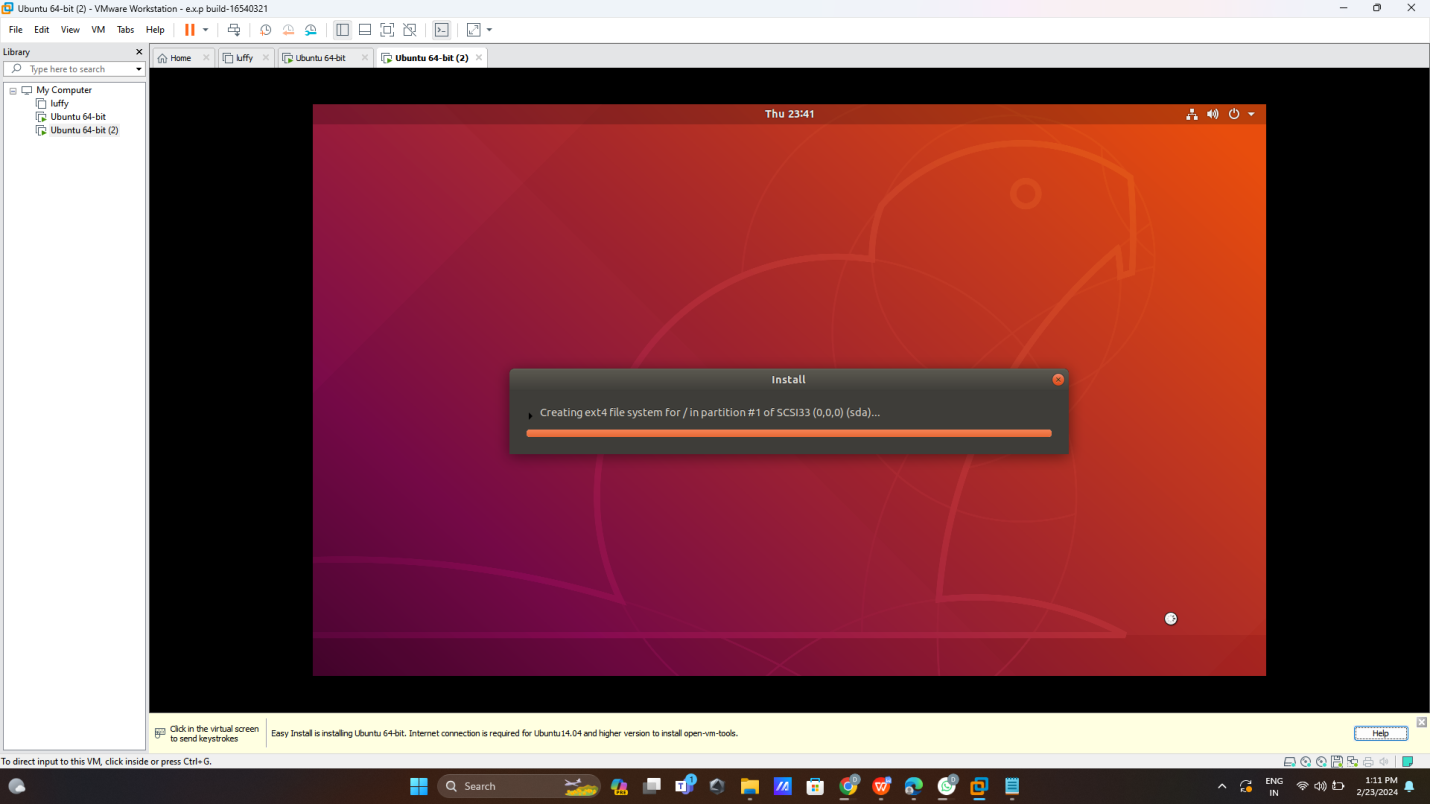 Ubuntu 64-bit (2) - VMware Workstation - e.x.p build-16540321
File Edit View VM Tabs Help
Library
Type here to search
My Computer
luffy
Ubuntu 64-bit
Ubuntu 64-bit (2)
Home luffy Ubuntu 64-bit Ubuntu 64-bit (2)
Thu 23:41
Install
Creating ext4 file system for / in partition #1 of SCSI33 (0,0,0) (sda)...
Click in the virtual screen
to send keystrokes
Easy Install is installing Ubuntu 64-bit. Internet connection is required for Ubuntu14.04 and higher version to install open-vm-tools.
Help
To direct input to this VM, click inside or press Ctrl+G.
Search
PRE
1
D
D
ENG
IN
1:11 PM
2/23/2024